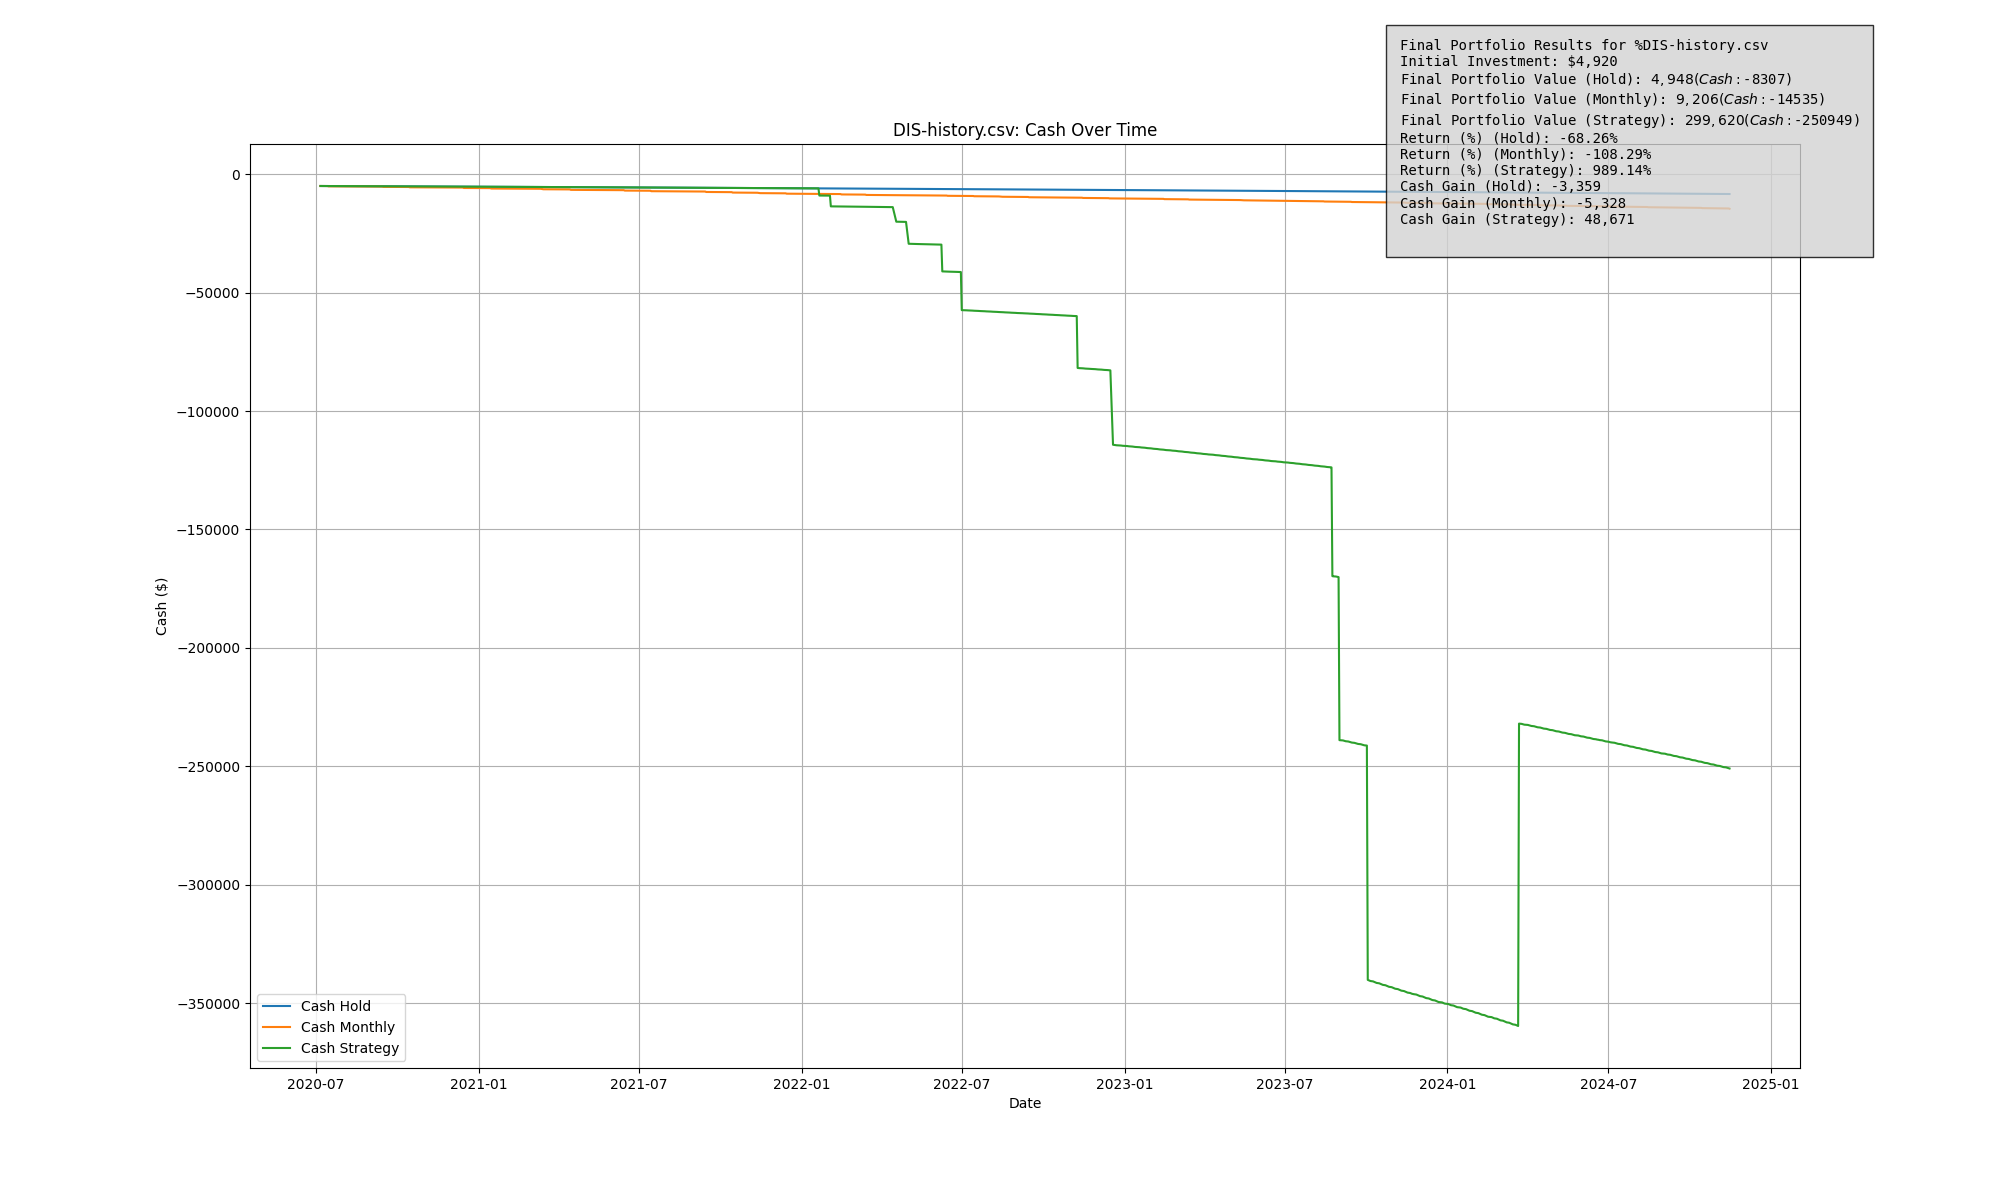 Final Portfolio Results for %DIS-history.csv
Initial Investment: $4,920
Final Portfolio Value (Hold): 4,948(Cash:-8307)
Final Portfolio Value (Monthly): 9,206(Cash:-14535)
Final Portfolio Value (Strategy): 299,620(Cash:-250949)
Return (%) (Hold): -68.26%
Return (%) (Monthly): -108.29%
Return (%) (Strategy): 989.14%
Cash Gain (Hold): -3,359
Cash Gain (Monthly): -5,328
Cash Gain (Strategy): 48,671
DIS-history.csv: Cash Over Time
Cash ($)
0
−50000
−100000
−150000
−200000
−250000
−300000
−350000
Cash Hold
Cash Monthly
Cash Strategy
2020-07 2021-01 2021-07 2022-01 2022-07 2023-01 2023-07 2024-01 2024-07 2025-01
Date